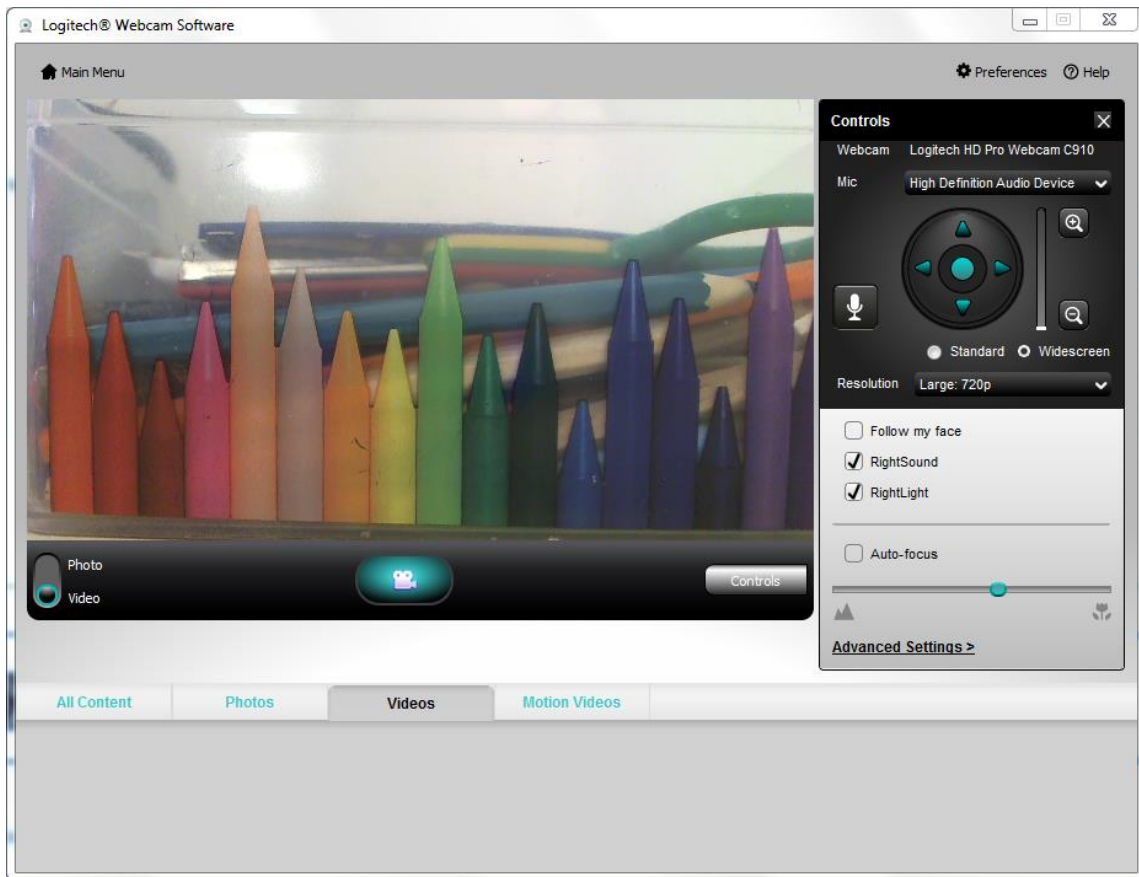 Logitech® Webcam Software
Main Menu
Preferences
Help
Controls
Webcam Logitech HD Pro Webcam C910
Mic High Definition Audio Device
Standard Widescreen
Resolution Large: 720p
Follow my face
RightSound
RightLight
Auto-focus
Advanced Settings >
Photo
Video
Controls
All Content Photos Videos Motion Videos